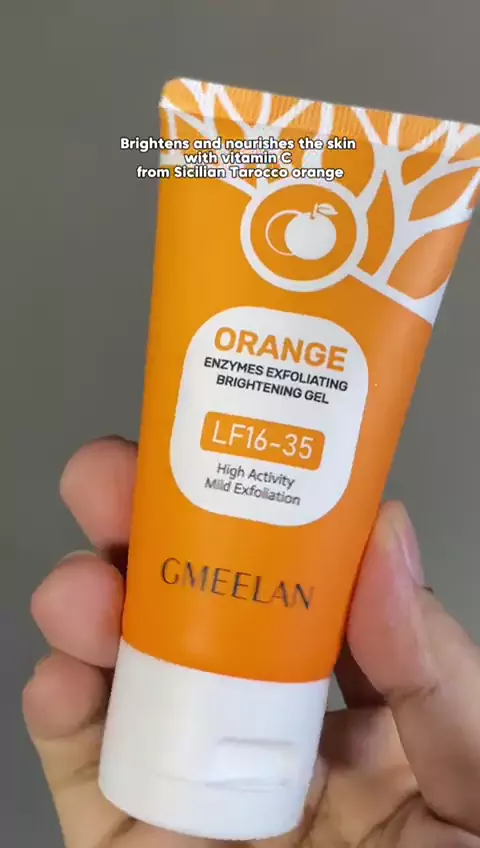 Brightens and nourishes the skin
with vitamin C
from Sicilian Tarocco orange
ORANGE
ENZYMES EXFOLIATING
BRIGHTENING GEL
LF16-35
High Activity
Mild Exfoliation
GMEELAN